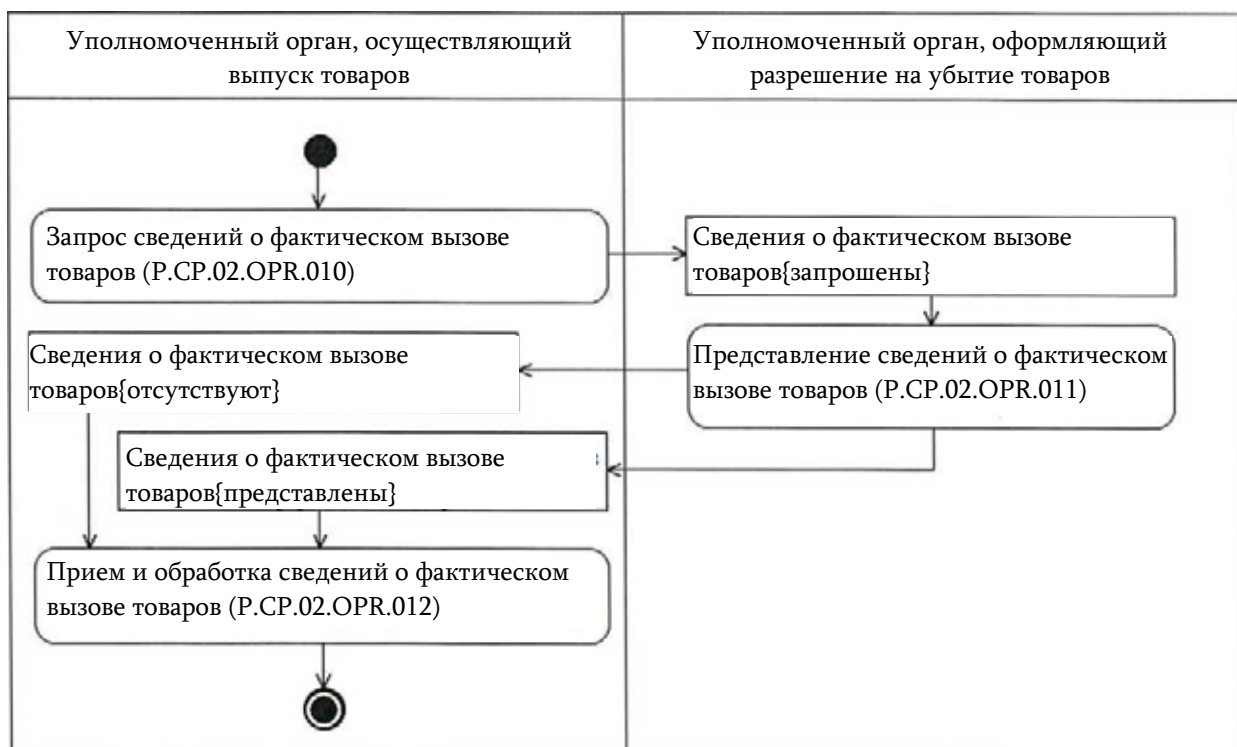 Уполномоченный орган, осуществляющий
выпуск товаров
Уполномоченный орган, оформляющий
разрешение на убытие товаров
Запрос сведений о фактическом вызове
товаров (P.CP.02.OPR.010)
Сведения о фактическом вызове
товаров{запрошены}
Сведения о фактическом вызове
товаров{отсутствуют}
Представление сведений о фактическом
вызове товаров (P.CP.02.OPR.011)
Сведения о фактическом вызове
товаров{представлены}
Прием и обработка сведений о фактическом
вызове товаров (P.CP.02.OPR.012)